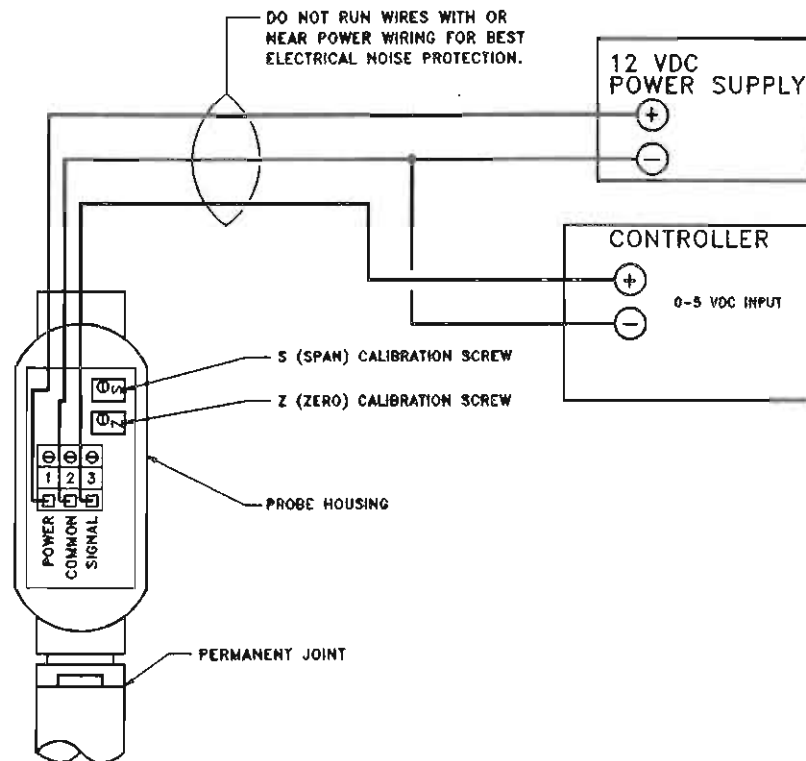 DO NOT RUN WIRES WITH OR
NEAR POWER WIRING FOR BEST
ELECTRICAL NOISE PROTECTION.
12 VDC
POWER SUPPLY
+
−
CONTROLLER
+
0-5 VDC INPUT
−
S (SPAN) CALIBRATION SCREW
S
Z (ZERO) CALIBRATION SCREW
Z
1 2 3
PROBE HOUSING
POWER
COMMON
SIGNAL
PERMANENT JOINT